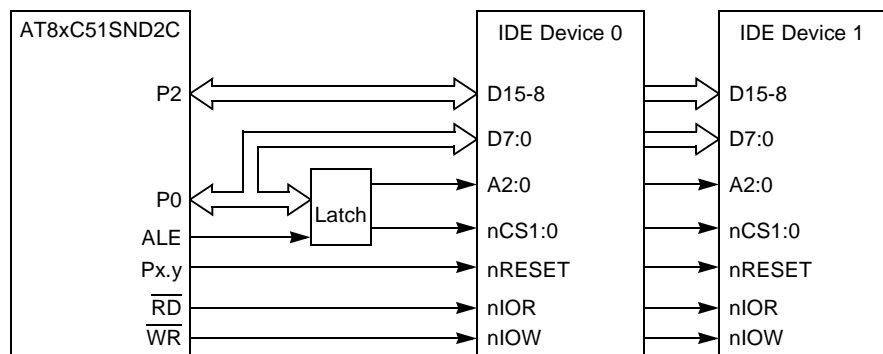 AT8xC51SND2C IDE Device 0 IDE Device 1
P2 D15-8 D15-8
D7:0 D7:0
A2:0 A2:0
P0
Latch
nCS1:0 nCS1:0
ALE
Px.y nRESET nRESET
RD nIOR nIOR
WR nIOW nIOW